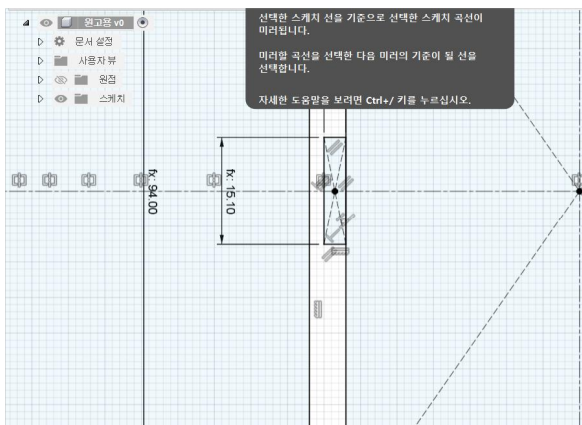 원고용 v0
문서 설정
사용자 뷰
원점
스케치
선택한 스케치 선을 기준으로 선택한 스케치 곡선이
미러됩니다.
미러할 곡선을 선택한 다음 미러의 기준이 될 선을
선택합니다.
자세한 도움말을 보려면 Ctrl+/ 키를 누르십시오.
fx: 94.00
fx: 15.10